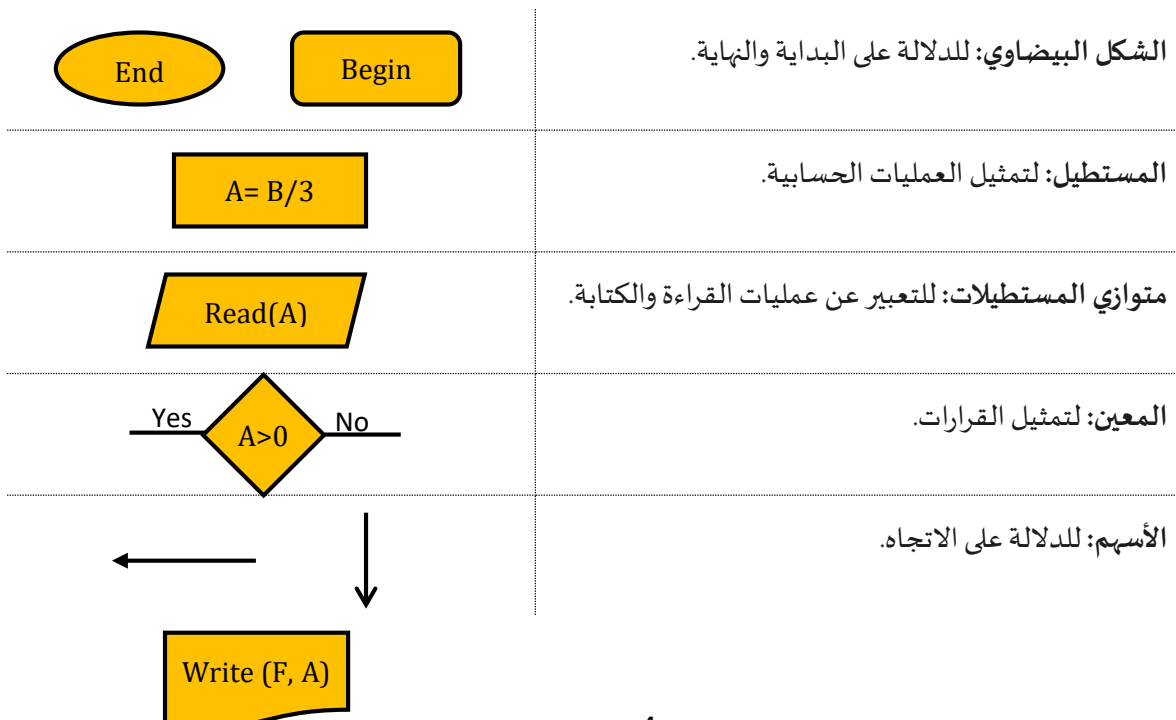 الشكل البيضاوي: للدلالة على البداية والنهاية.
Begin
End
المستطيل: لتمثيل العمليات الحسابية.
A= B/3
متوازي المستطيلات: للتعبير عن عمليات القراءة والكتابة.
Read(A)
المعين: لتمثيل القرارات.
Yes
A>0
No
الأسهم: للدلالة على الاتجاه.
Write (F, A)